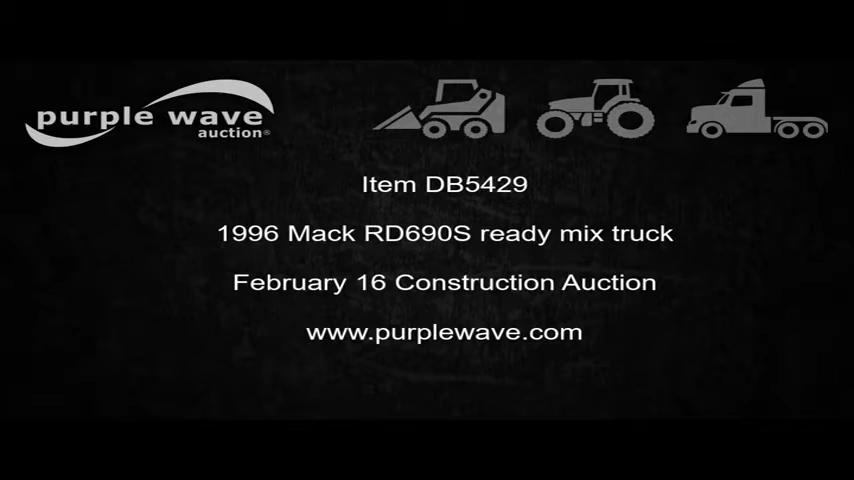 purple wave
auction®
Item DB5429
1996 Mack RD690S ready mix truck
February 16 Construction Auction
www.purplewave.com